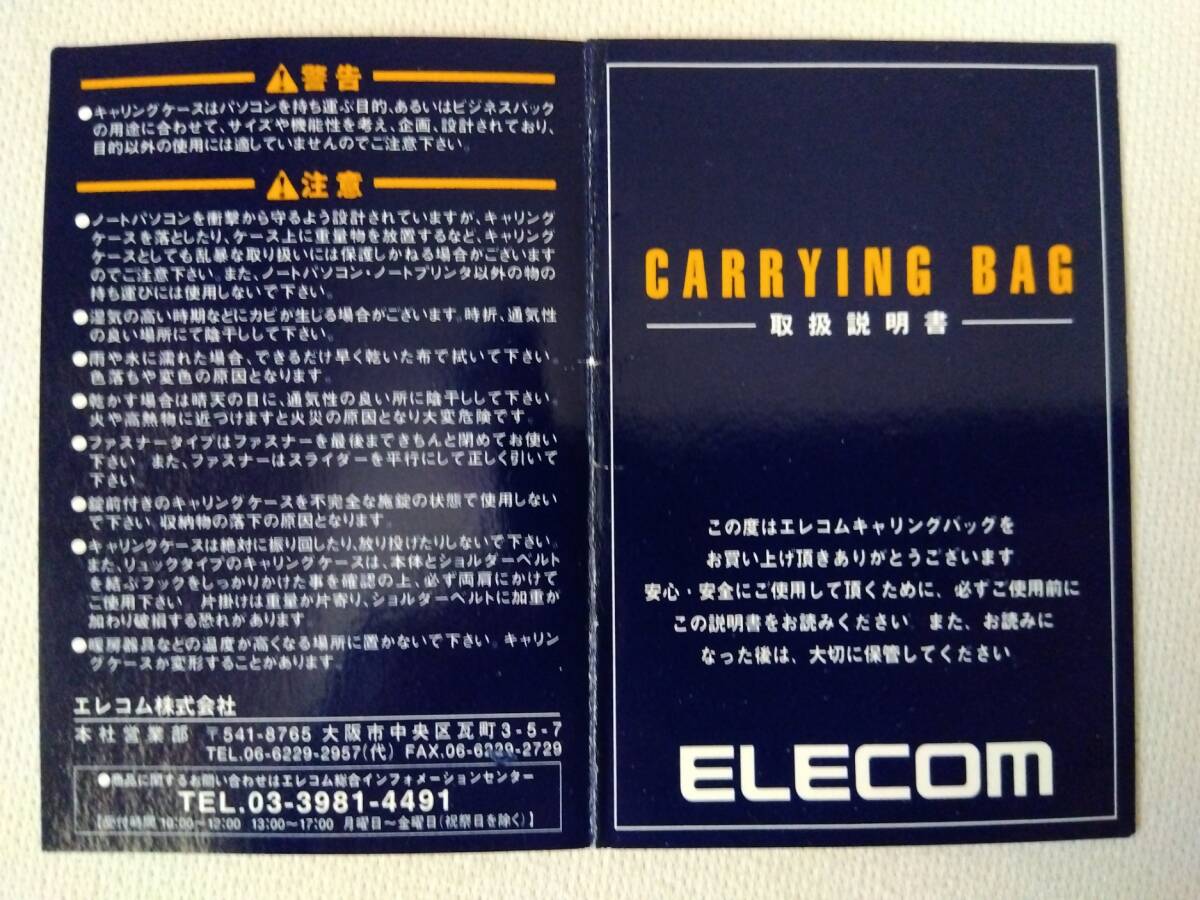 警告
●キャリングケースはパソコンを持ち運ぶ目的、あるいはビジネスバック
の用途に合わせて、サイズや機能性を考え、企画、設計されており、
目的以外の使用には適していませんのでご注意下さい。
注意
●ノートパソコンを衝撃から守るよう設計されていますが、キャリング
ケースを落としたり、ケース上に重量物を放置するなど、キャリング
ケースとしても乱暴な取り扱いには保護しかねる場合がございます
のでご注意下さい。また、ノートパソコン・ノートプリンタ以外の物の
持ち運びには使用しないで下さい。
●湿気の高い時期などにカビが生じる場合がございます。時折、通気性
の良い場所にて陰干しして下さい。
●雨や水に濡れた場合、できるだけ早く乾いた布で拭いて下さい。
色落ちや変色の原因となります。
●乾かす場合は晴天の日に、通気性の良い所に陰干しして下さい。
火や高熱物に近づけますと火災の原因となり大変危険です。
●ファスナータイプはファスナーを最後まできちんと閉めてお使い
下さい。また、ファスナーはスライダーを平行にして正しく引いて
下さい。
●錠前付きのキャリングケースを不完全な施錠の状態で使用しない
で下さい。収納物の落下の原因となります。
●キャリングケースは絶対に振り回したり、放り投げたりしないで下さい。
また、リュックタイプのキャリングケースは、本体とショルダーベルト
を結ぶフックをしっかりかけた事を確認の上、必ず両肩にかけて
ご使用下さい。片掛けは重量が片寄り、ショルダーベルトに加重が
加わり破損する恐れがあります。
●暖房器具などの温度が高くなる場所に置かないで下さい。キャリン
グケースが変形することがあります。
エレコム株式会社
本社営業部 〒541-8765 大阪市中央区瓦町3-5-7
TEL.06-6229-2957(代) FAX.06-6229-2729
●商品に関するお問い合わせはエレコム総合インフォメーションセンター
TEL.03-3981-4491
【受付時間 10:00～12:00 13:00～17:00 月曜日～金曜日(祝祭日を除く)】
CARRYING BAG
取扱説明書
この度はエレコムキャリングバッグを
お買い上げ頂きありがとうございます
安心・安全にご使用して頂くために、必ずご使用前に
この説明書をお読みください。また、お読みに
なった後は、大切に保管してください
ELECOM